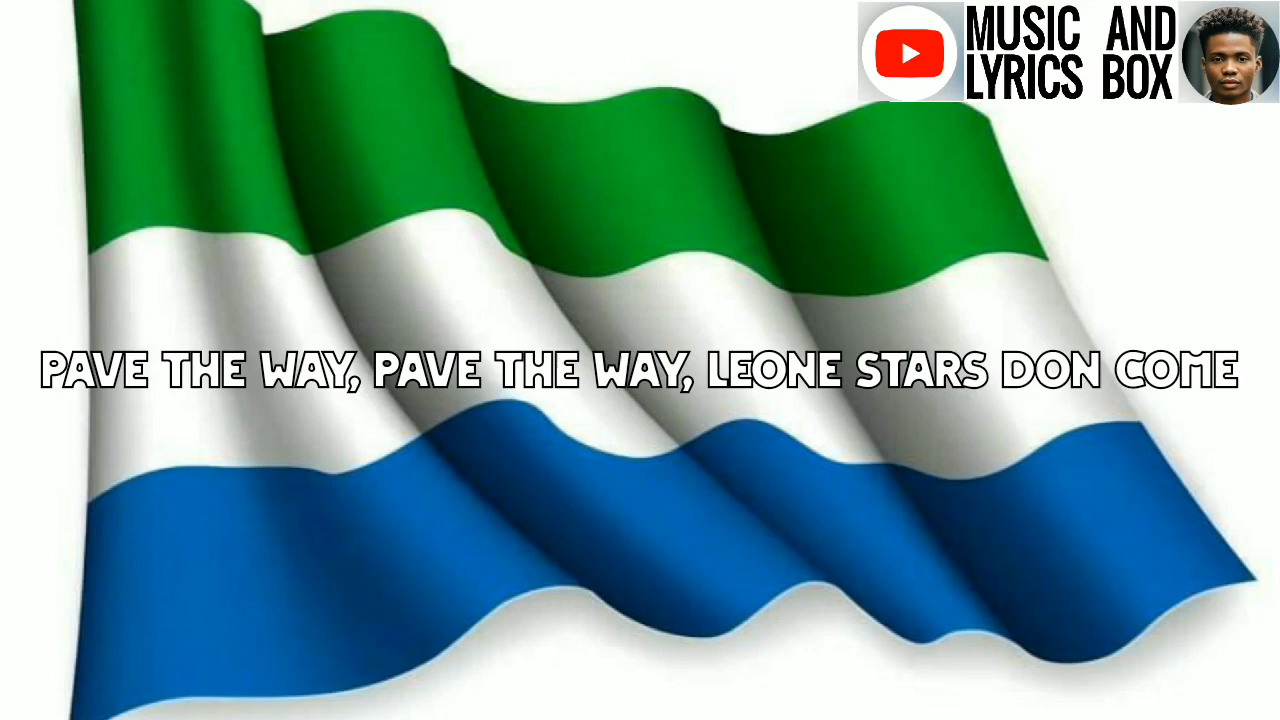 MUSIC AND
LYRICS BOX
PAVE THE WAY, PAVE THE WAY, LEONE STARS DON COME